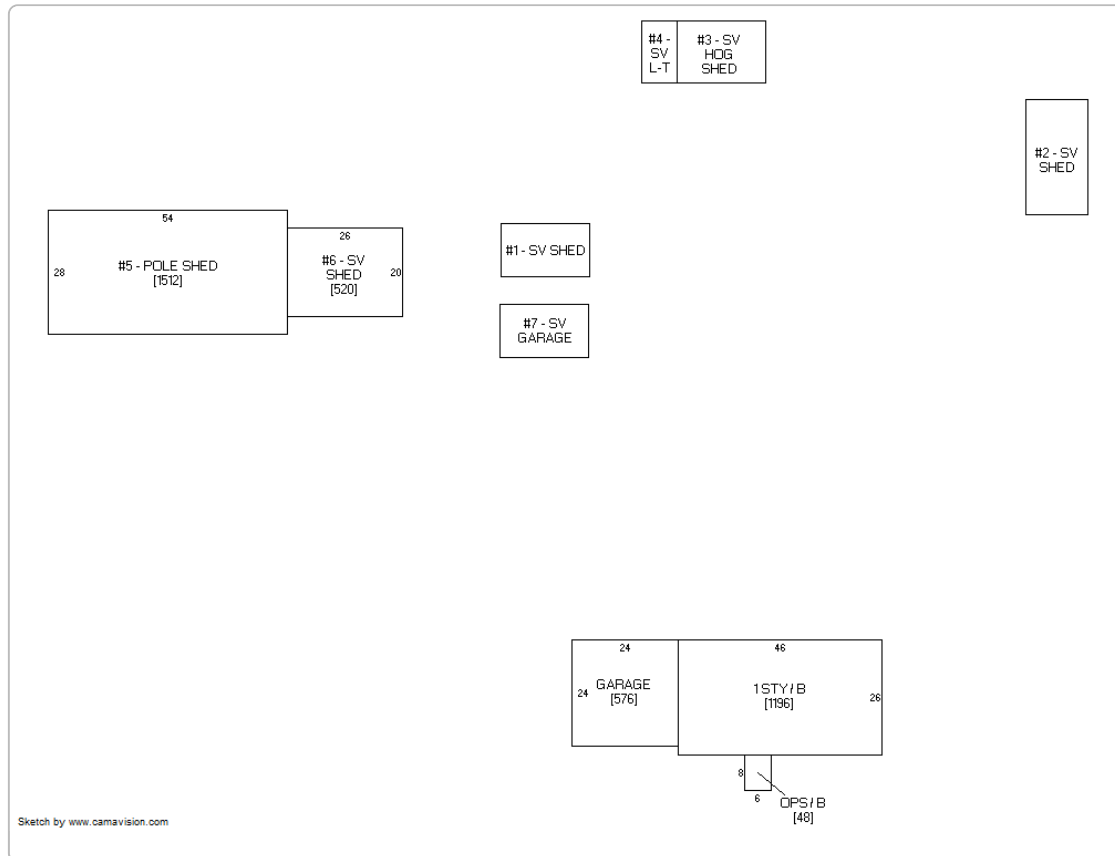 #4 -
SV
L-T
#3 - SV
HOG
SHED
#2 - SV
SHED
54
28
#5 - POLE SHED
[1512]
26
#6 - SV
SHED
[520]
20
#1 - SV SHED
#7 - SV
GARAGE
24
24
GARAGE
[576]
46
1 STY / B
[1196]
26
8
6
OPS / B
[48]
Sketch by www.camavision.com